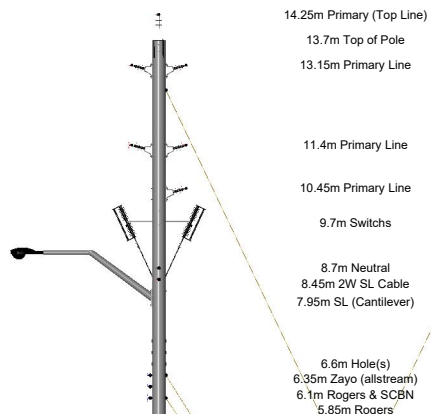 14.25m Primary (Top Line)
13.7m Top of Pole
13.15m Primary Line
11.4m Primary Line
10.45m Primary Line
9.7m Switchs
8.7m Neutral
8.45m 2W SL Cable
7.95m SL (Cantilever)
6.6m Hole(s)
6.35m Zayo (allstream)
6.1m Rogers & SCBN
5.85m Rogers